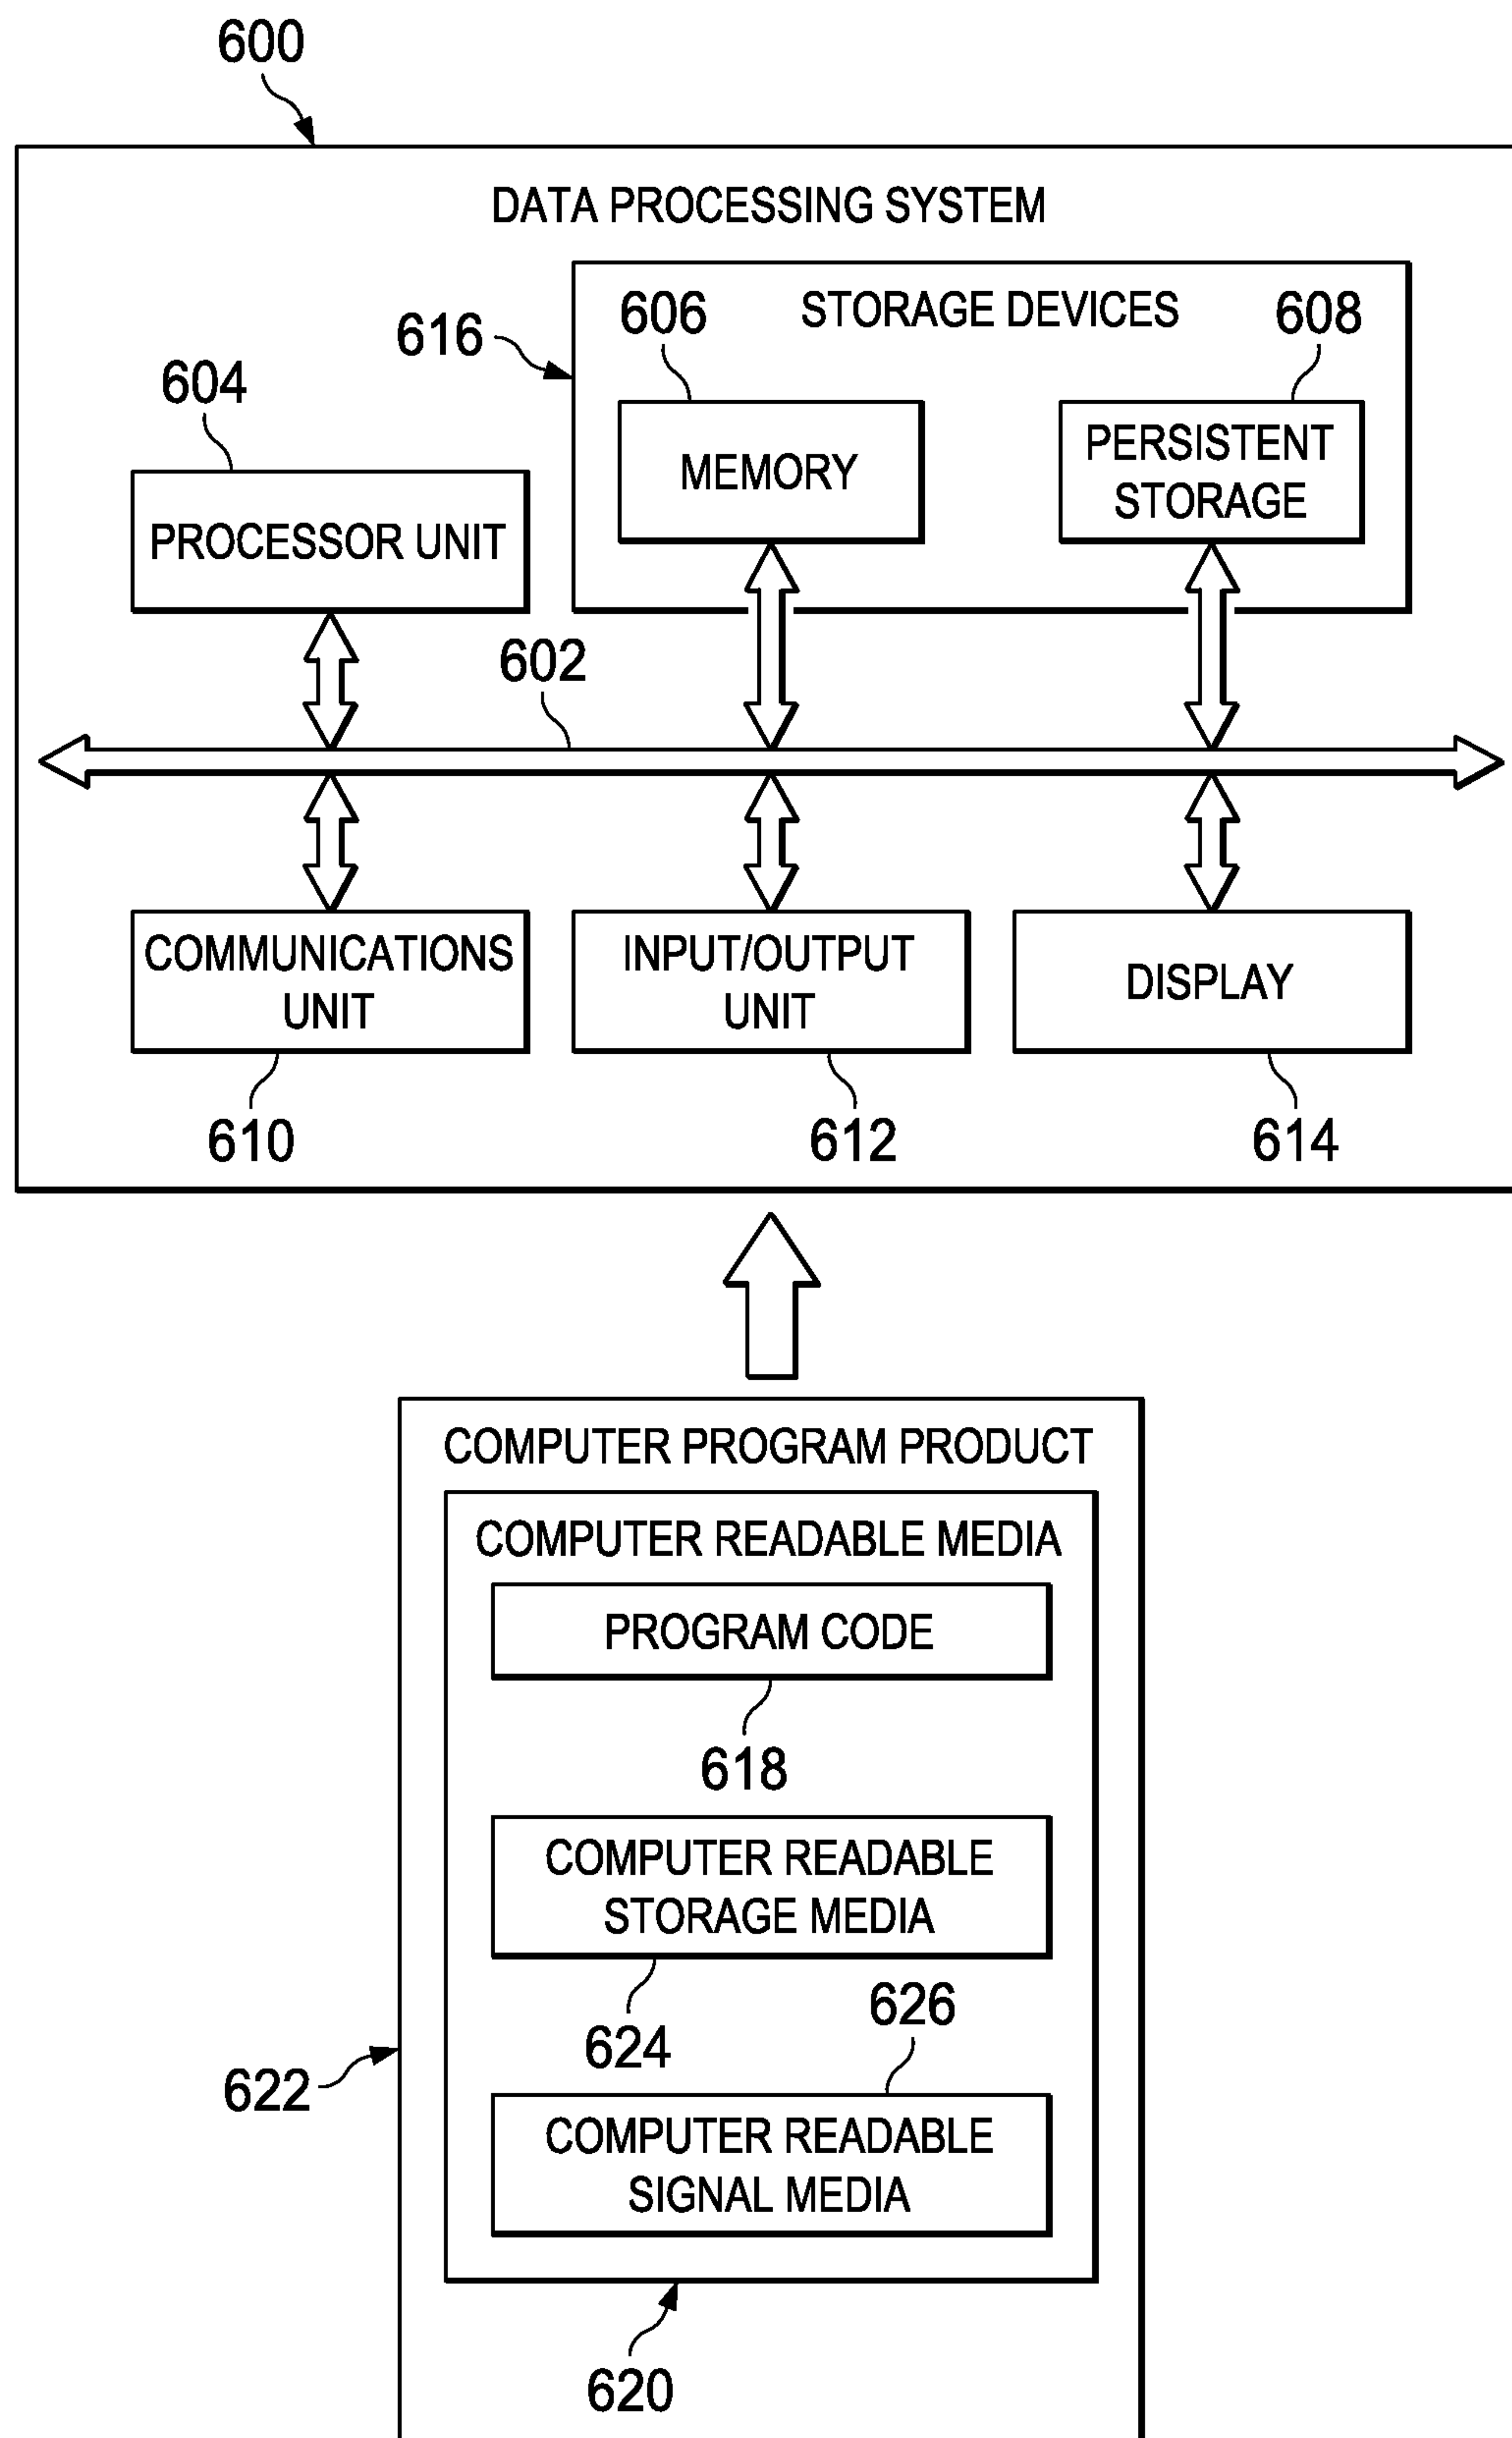 600
DATA PROCESSING SYSTEM
STORAGE DEVICES
606
608
616
604
MEMORY
PERSISTENT
STORAGE
PROCESSOR UNIT
602
COMMUNICATIONS
UNIT
INPUT/OUTPUT
UNIT
DISPLAY
610
612
614
COMPUTER PROGRAM PRODUCT
COMPUTER READABLE MEDIA
PROGRAM CODE
618
COMPUTER READABLE
STORAGE MEDIA
624
626
622
COMPUTER READABLE
SIGNAL MEDIA
620